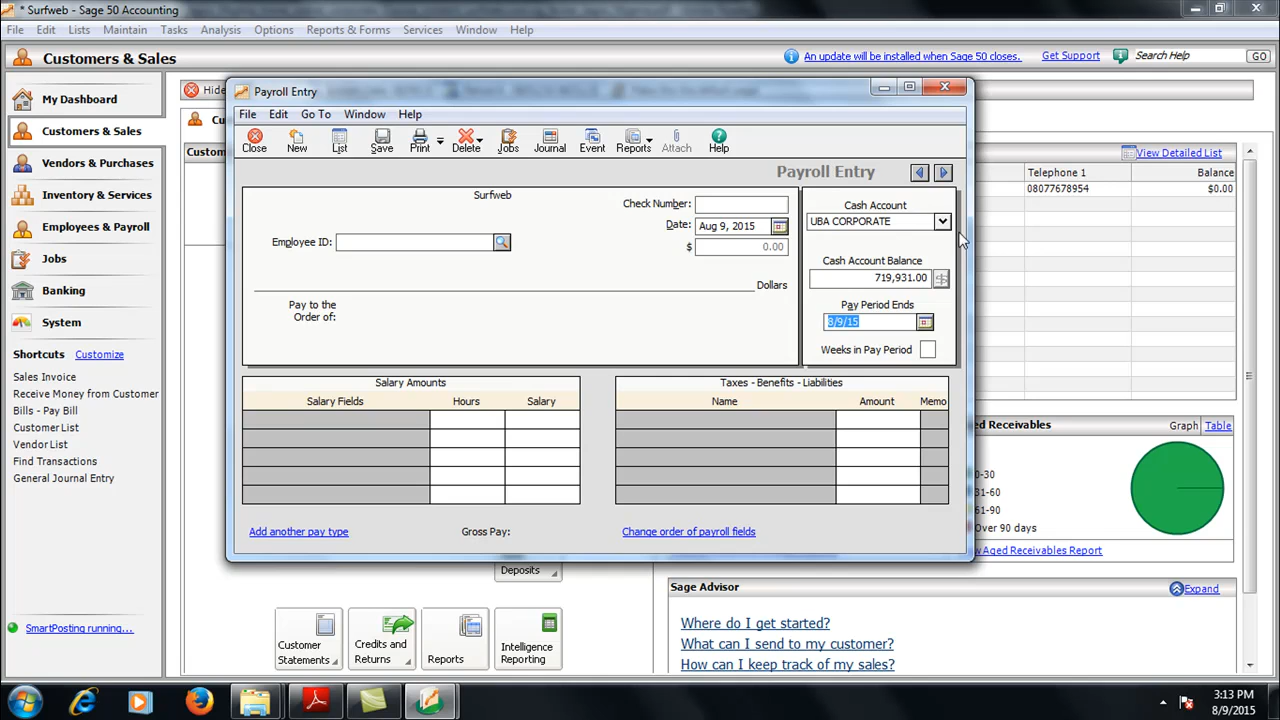 * Surfweb - Sage 50 Accounting
File Edit Lists Maintain Tasks Analysis Options Reports & Forms Services Window Help
Customers & Sales
An update will be installed when Sage 50 closes.
Get Support
Search Help
GO
My Dashboard
Customers & Sales
Vendors & Purchases
Inventory & Services
Employees & Payroll
Jobs
Banking
System
Shortcuts Customize
Sales Invoice
Receive Money from Customer
Bills - Pay Bill
Customer List
Vendor List
Find Transactions
General Journal Entry
SmartPosting running...
Hide
View Detailed List
Telephone 1 Balance
08077678954 $0.00
Payroll Entry
File Edit Go To Window Help
Close New List Save Print Delete Jobs Journal Event Reports Attach Help
Payroll Entry
Surfweb
Check Number:
Date: Aug 9, 2015
$ 0.00
Employee ID:
Dollars
Pay to the
Order of:
Cash Account
UBA CORPORATE
Cash Account Balance
719,931.00
Pay Period Ends
8/9/15
Weeks in Pay Period
Salary Amounts
Salary Fields Hours Salary
Taxes - Benefits - Liabilities
Name Amount Memo
Add another pay type
Gross Pay:
Change order of payroll fields
Graph Table
Over 90 days
Aged Receivables Report
Deposits
Customer
Statements
Credits and
Returns
Reports
Intelligence
Reporting
Sage Advisor
Expand
Where do I get started?
What can I send to my customer?
How can I keep track of my sales?
3:13 PM
8/9/2015